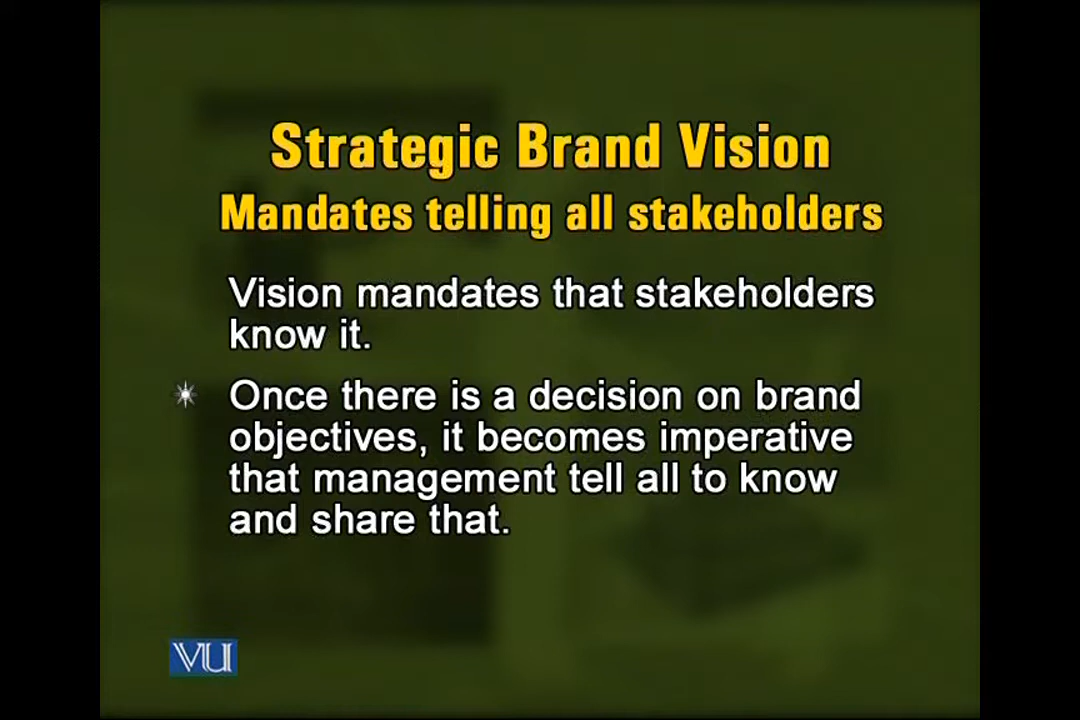 Strategic Brand Vision
Mandates telling all stakeholders
Vision mandates that stakeholders
know it.
Once there is a decision on brand
objectives, it becomes imperative
that management tell all to know
and share that.
VU